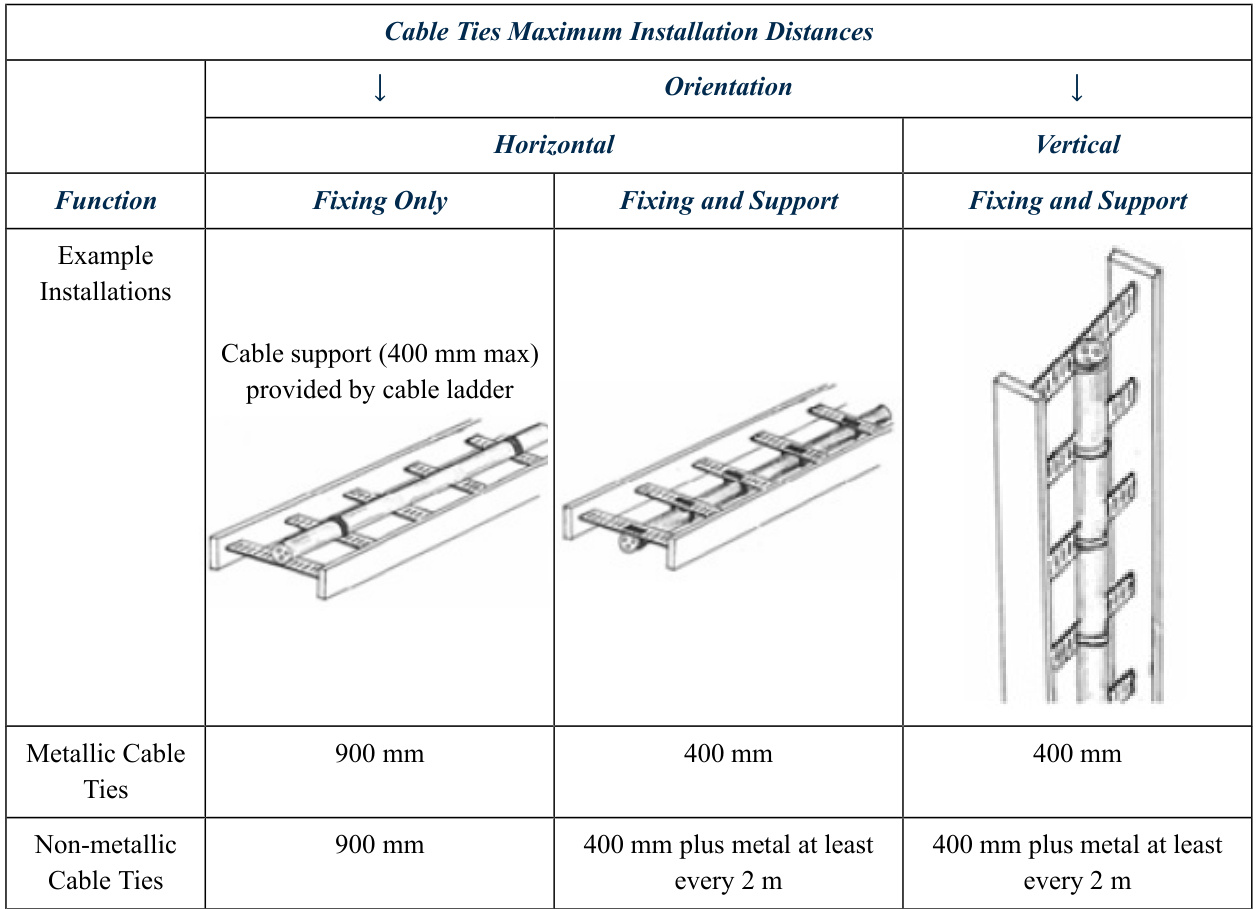 Cable Ties Maximum Installation Distances
↓ Orientation ↓
Horizontal Vertical
Function Fixing Only Fixing and Support Fixing and Support
Example
Installations
Cable support (400 mm max)
provided by cable ladder
Metallic Cable
Ties
900 mm
400 mm
400 mm
Non-metallic
Cable Ties
900 mm
400 mm plus metal at least
every 2 m
400 mm plus metal at least
every 2 m